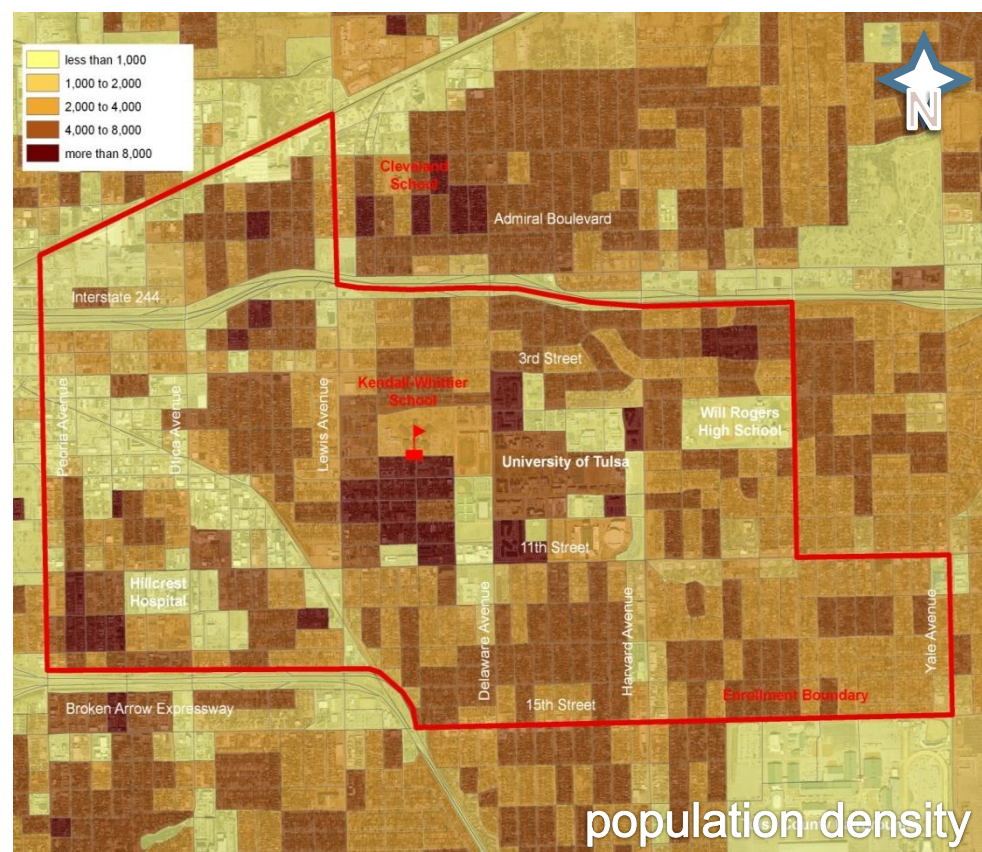 less than 1,000
1,000 to 2,000
2,000 to 4,000
4,000 to 8,000
more than 8,000
N
Cleveland
School
Admiral Boulevard
Interstate 244
3rd Street
Kendall-Whittier
School
Peoria Avenue
Utica Avenue
Lewis Avenue
Will Rogers
High School
University of Tulsa
11th Street
Hillcrest
Hospital
Delaware Avenue
Harvard Avenue
Yale Avenue
Enrollment Boundary
15th Street
Broken Arrow Expressway
population density